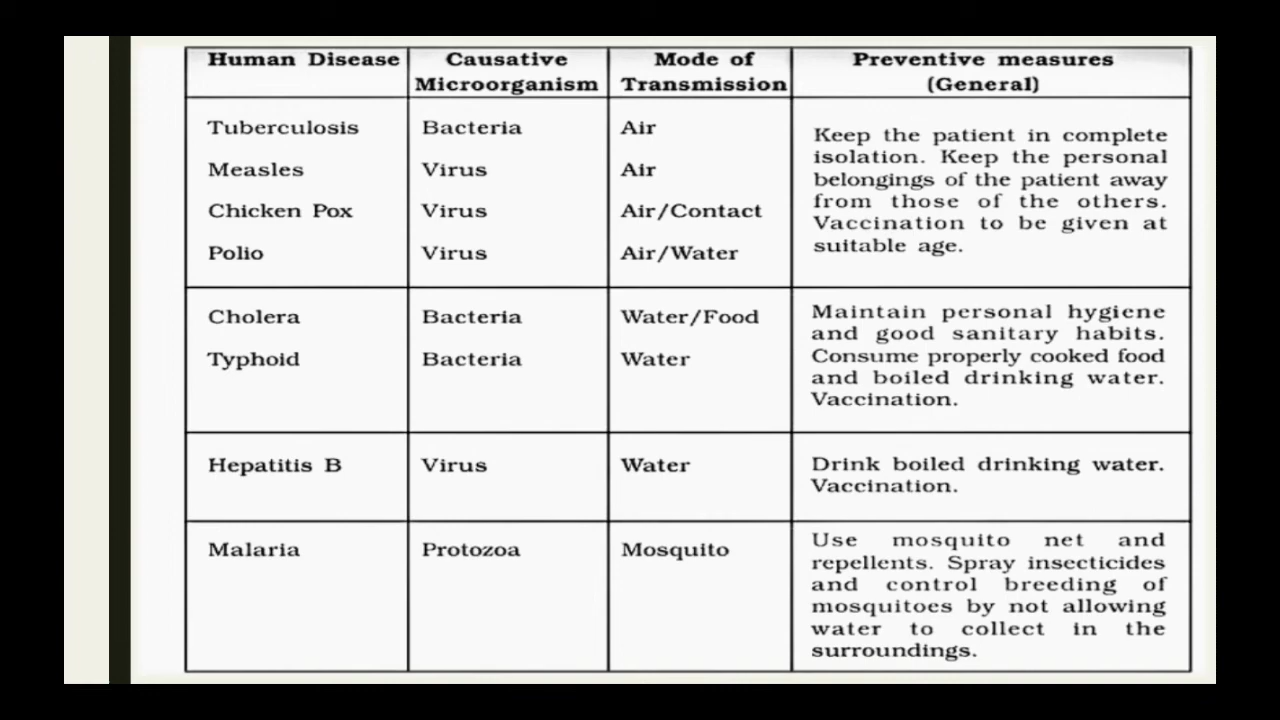 Human Disease
Causative
Microorganism
Mode of
Transmission
Preventive measures
(General)
Tuberculosis
Bacteria
Air
Measles
Virus
Air
Chicken Pox
Virus
Air/Contact
Polio
Virus
Air/Water
Keep the patient in complete
isolation. Keep the personal
belongings of the patient away
from those of the others.
Vaccination to be given at
suitable age.
Cholera
Bacteria
Water/Food
Typhoid
Bacteria
Water
Maintain personal hygiene
and good sanitary habits.
Consume properly cooked food
and boiled drinking water.
Vaccination.
Hepatitis B
Virus
Water
Drink boiled drinking water.
Vaccination.
Malaria
Protozoa
Mosquito
Use mosquito net and
repellents. Spray insecticides
and control breeding of
mosquitoes by not allowing
water to collect in the
surroundings.